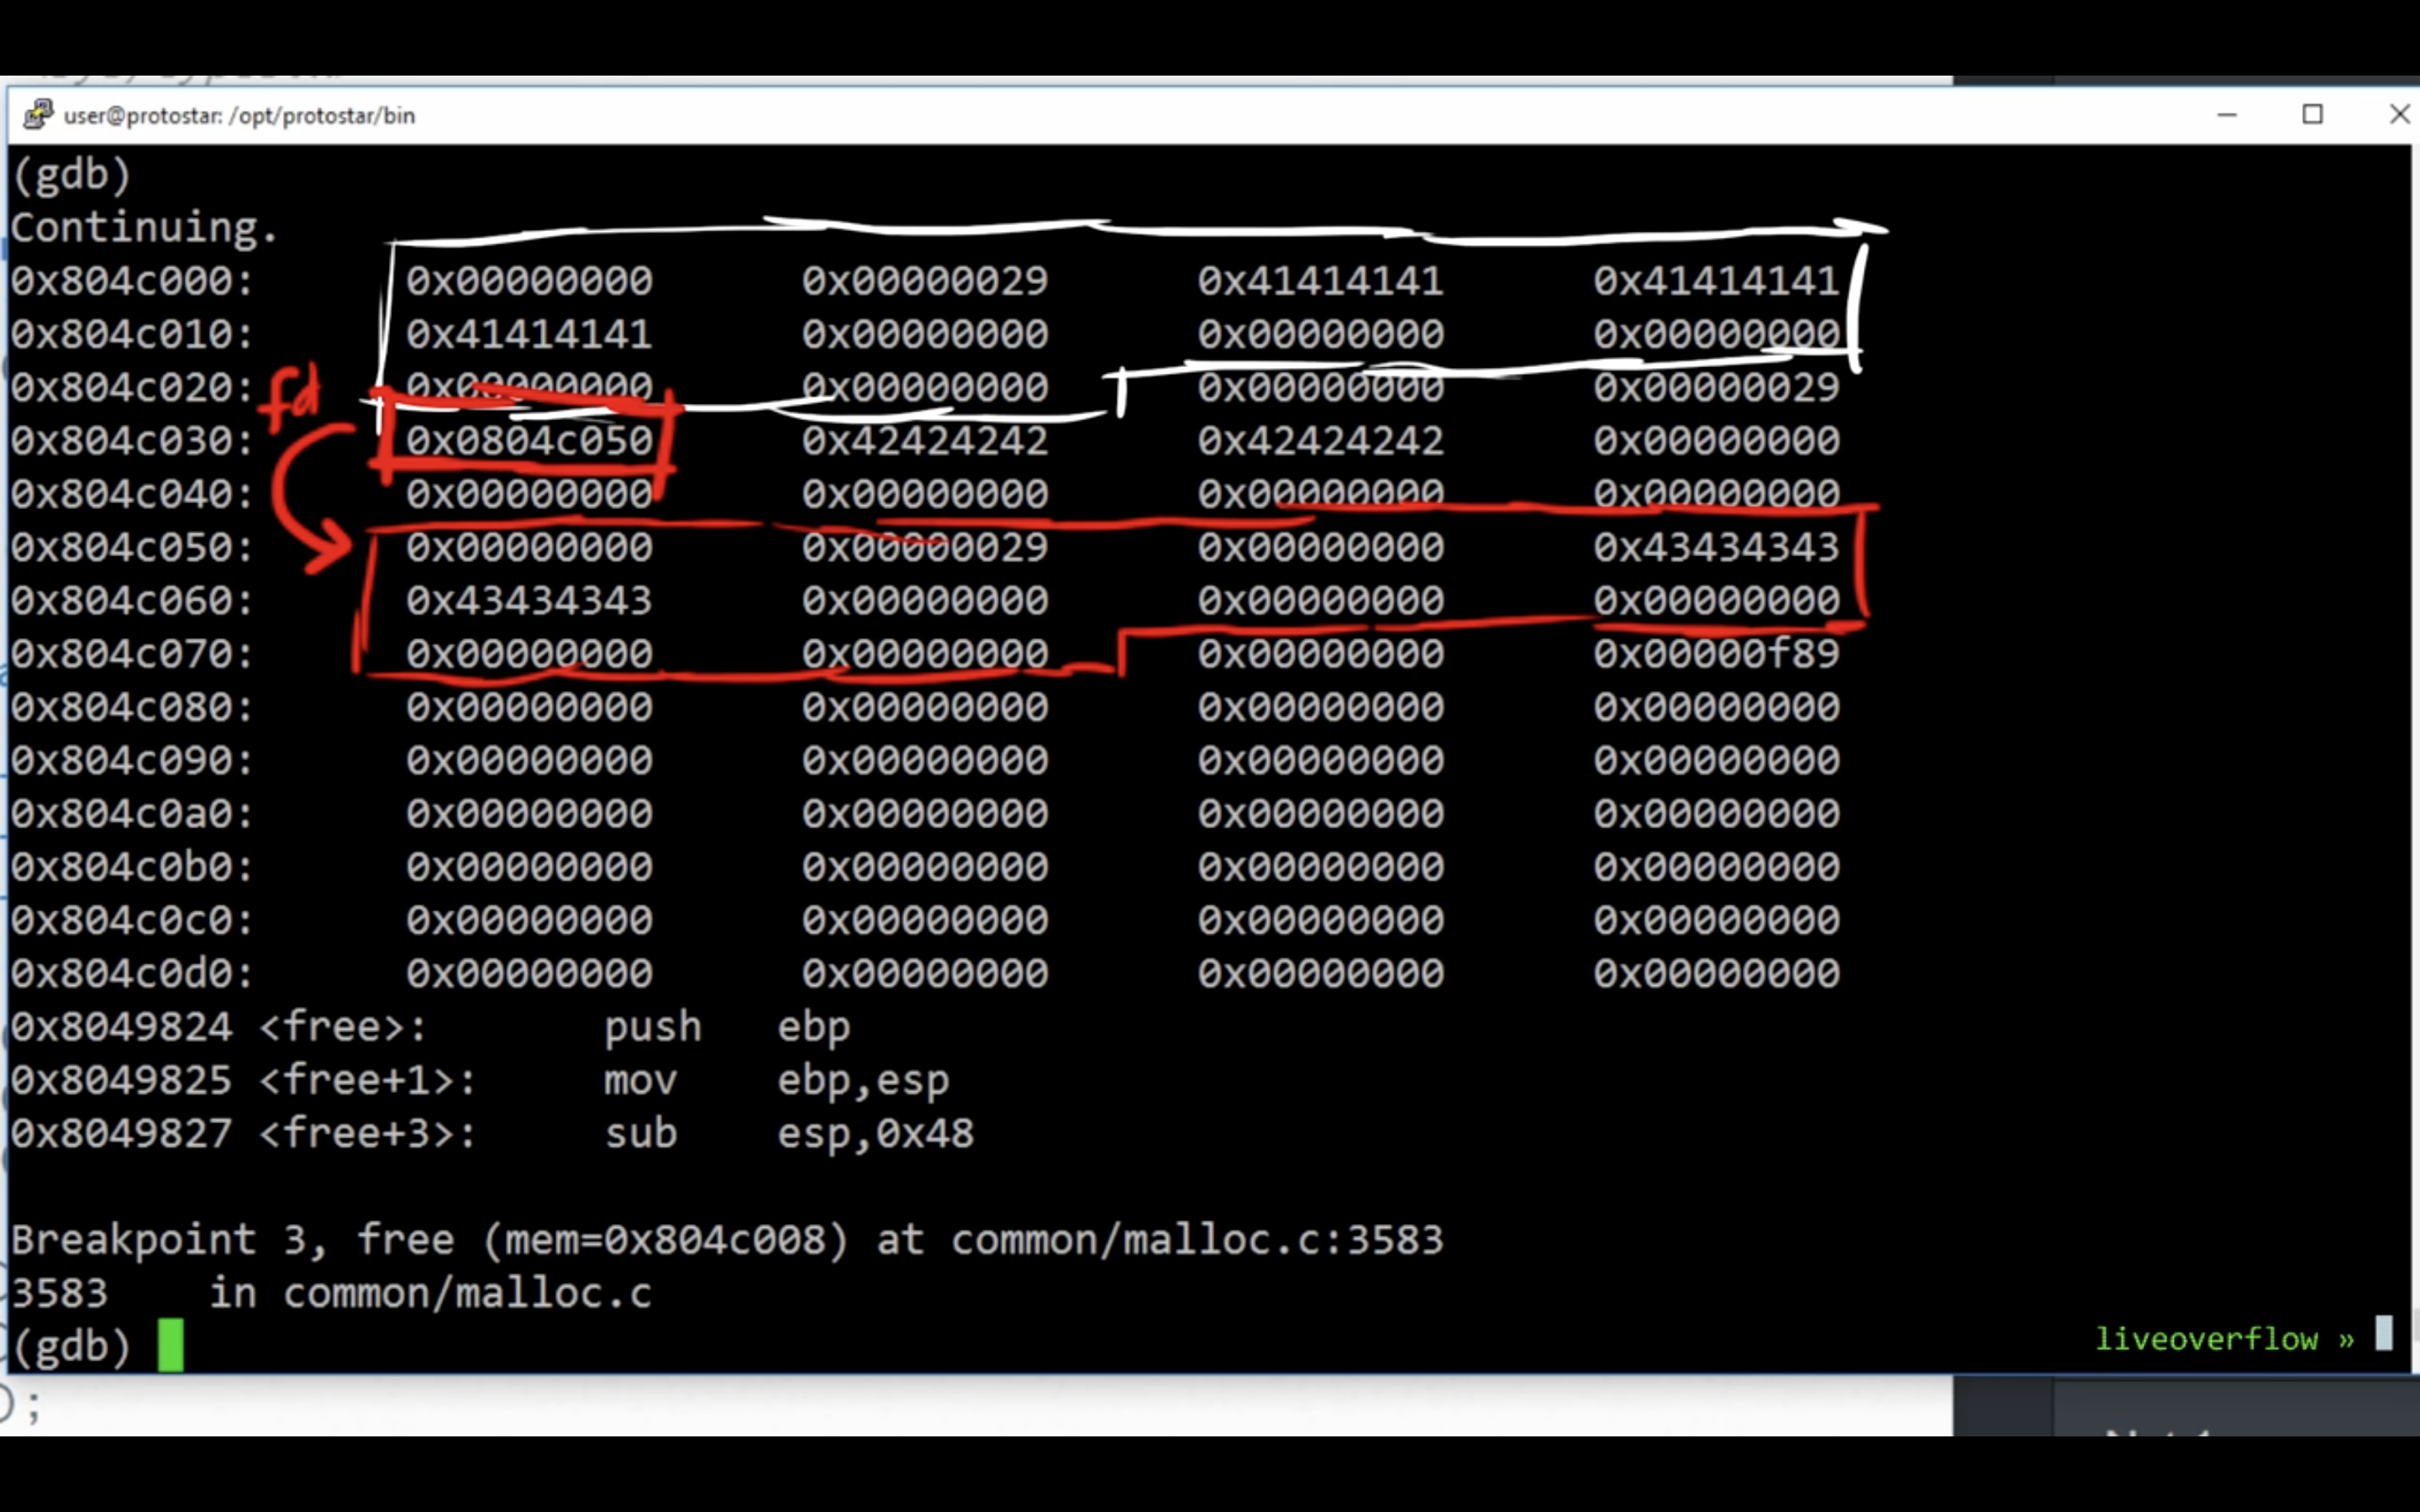 user@protostar: /opt/protostar/bin
(gdb)
Continuing.
0x804c000: 0x00000000 0x00000029 0x41414141 0x41414141
0x804c010: 0x41414141 0x00000000 0x00000000 0x00000000
0x804c020: 0x00000000 0x00000000 0x00000000 0x00000029
fd
0x804c030: 0x0804c050 0x42424242 0x42424242 0x00000000
0x804c040: 0x00000000 0x00000000 0x00000000 0x00000000
0x804c050: 0x00000000 0x00000029 0x00000000 0x43434343
0x804c060: 0x43434343 0x00000000 0x00000000 0x00000000
0x804c070: 0x00000000 0x00000000 0x00000000 0x00000f89
0x804c080: 0x00000000 0x00000000 0x00000000 0x00000000
0x804c090: 0x00000000 0x00000000 0x00000000 0x00000000
0x804c0a0: 0x00000000 0x00000000 0x00000000 0x00000000
0x804c0b0: 0x00000000 0x00000000 0x00000000 0x00000000
0x804c0c0: 0x00000000 0x00000000 0x00000000 0x00000000
0x804c0d0: 0x00000000 0x00000000 0x00000000 0x00000000
0x8049824 <free>: push ebp
0x8049825 <free+1>: mov ebp,esp
0x8049827 <free+3>: sub esp,0x48
Breakpoint 3, free (mem=0x804c008) at common/malloc.c:3583
3583 in common/malloc.c
(gdb)
liveoverflow »
);